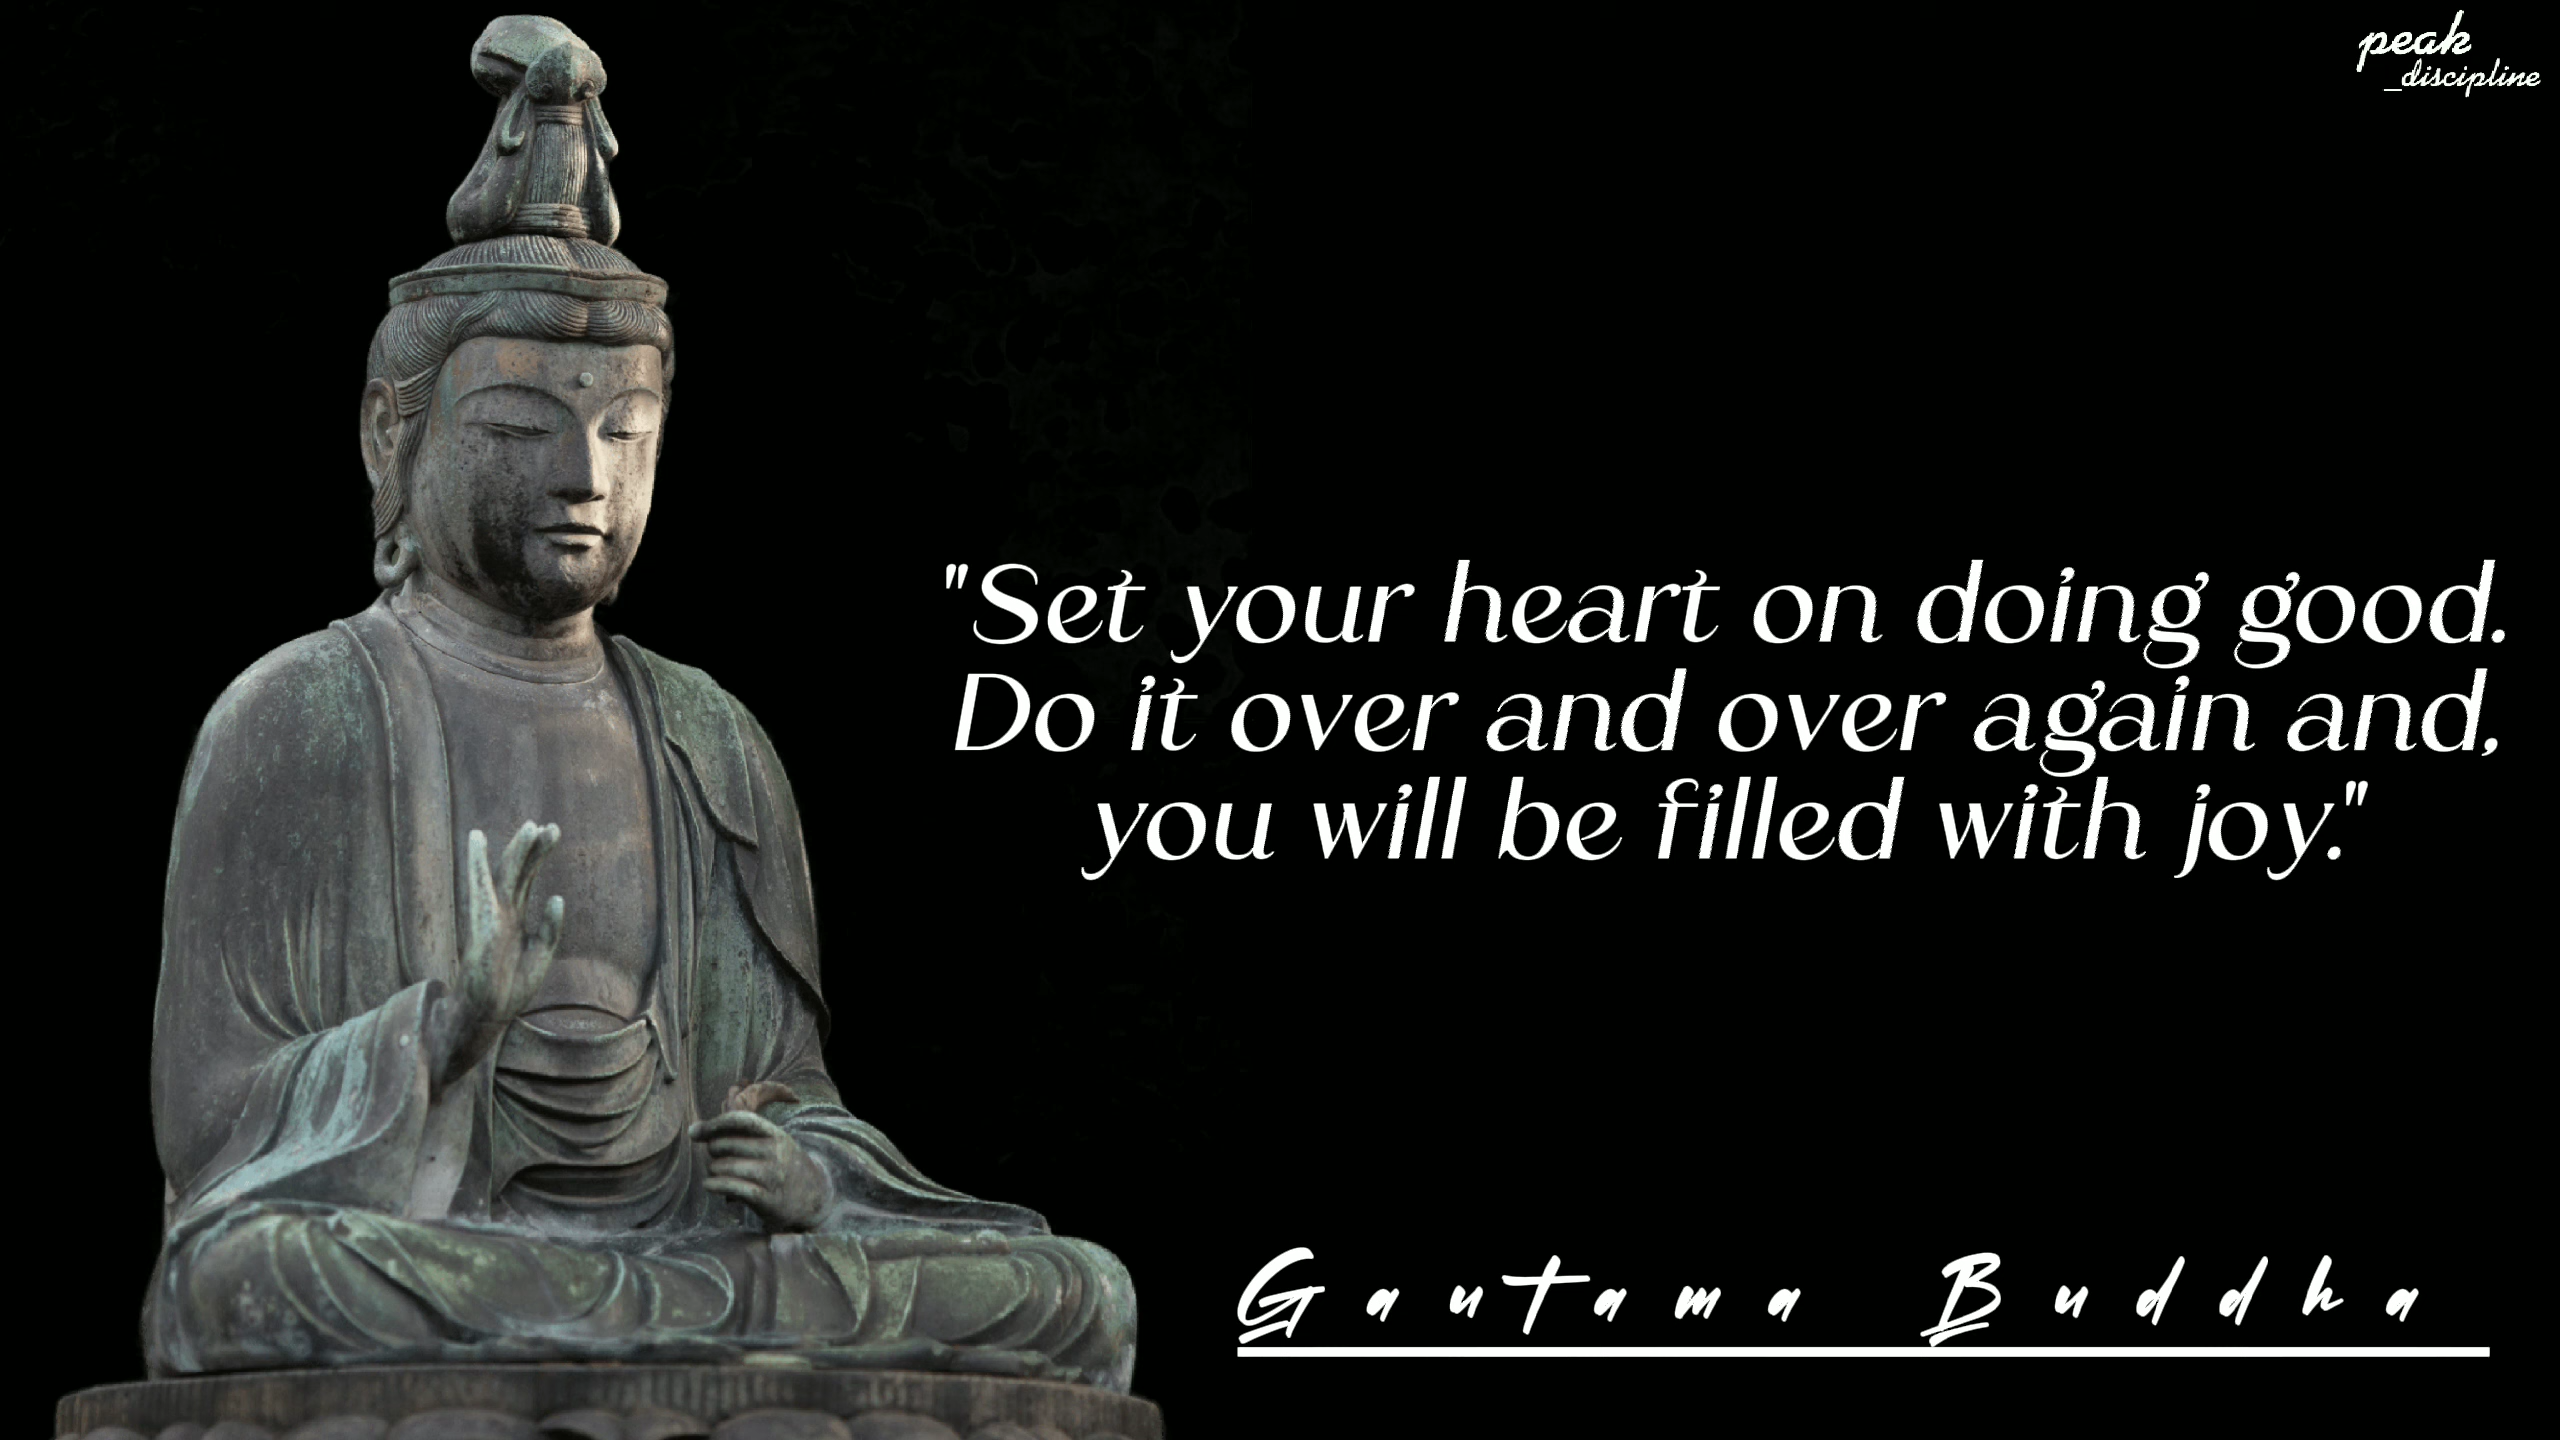 peak
_discipline
"Set your heart on doing good.
Do it over and over again and,
you will be filled with joy."
Gautama Buddha